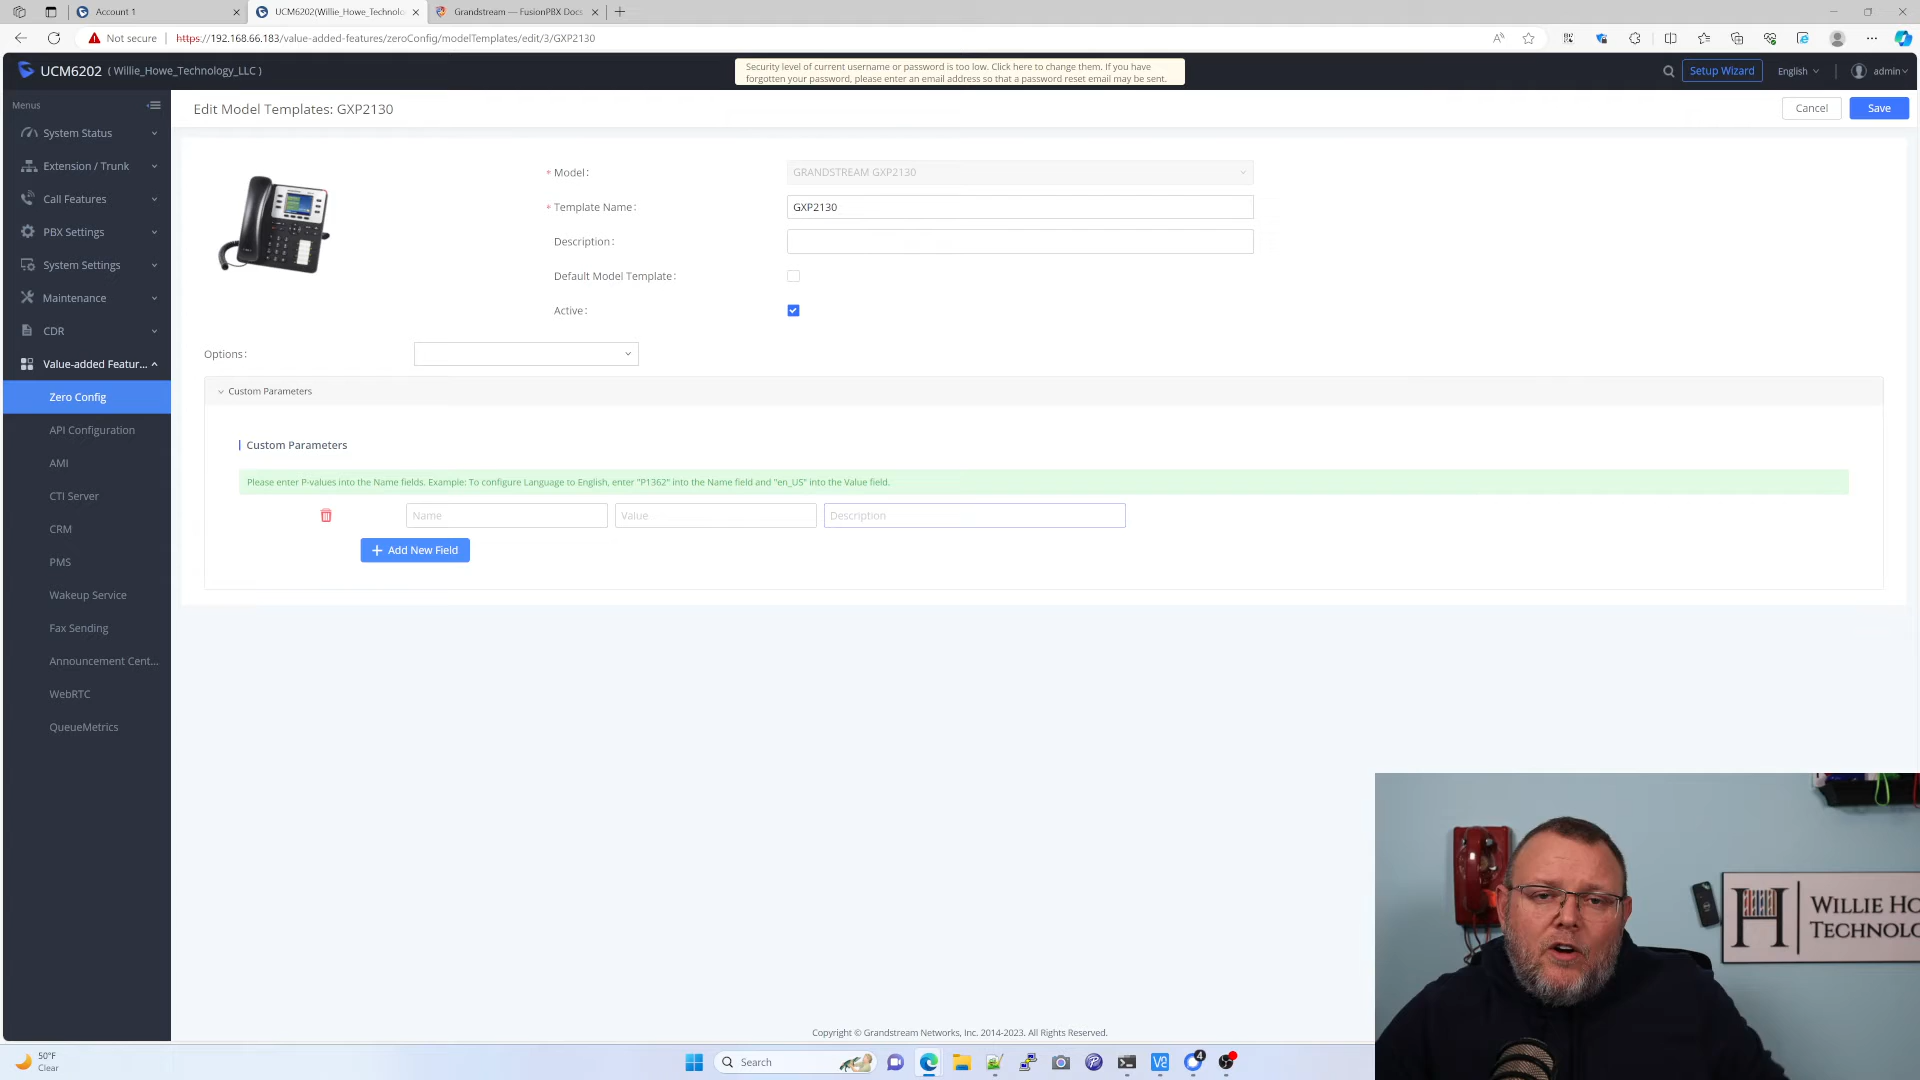 Account 1
UCM6202(Willie_Howe_Technolo
Grandstream — FusionPBX Docs
Not secure
https://192.168.66.183/value-added-features/zeroConfig/modelTemplates/edit/3/GXP2130
UCM6202 ( Willie_Howe_Technology_LLC )
Security level of current username or password is too low. Click here to change them. If you have
forgotten your password, please enter an email address so that a password reset email may be sent.
Setup Wizard
English
admin
Menus
Edit Model Templates: GXP2130
Cancel
Save
System Status
Extension / Trunk
Call Features
PBX Settings
System Settings
Maintenance
CDR
Value-added Featur...
Zero Config
API Configuration
AMI
CTI Server
CRM
PMS
Wakeup Service
Fax Sending
Announcement Cent...
WebRTC
QueueMetrics
* Model:
GRANDSTREAM GXP2130
* Template Name:
GXP2130
Description:
Default Model Template:
Active:
Options:
Custom Parameters
Custom Parameters
Please enter P-values into the Name fields. Example: To configure Language to English, enter "P1362" into the Name field and "en_US" into the Value field.
Name
Value
Description
+ Add New Field
WILLIE HO
TECHNOLO
Copyright © Grandstream Networks, Inc. 2014-2023. All Rights Reserved.
50°F
Clear
Search
4